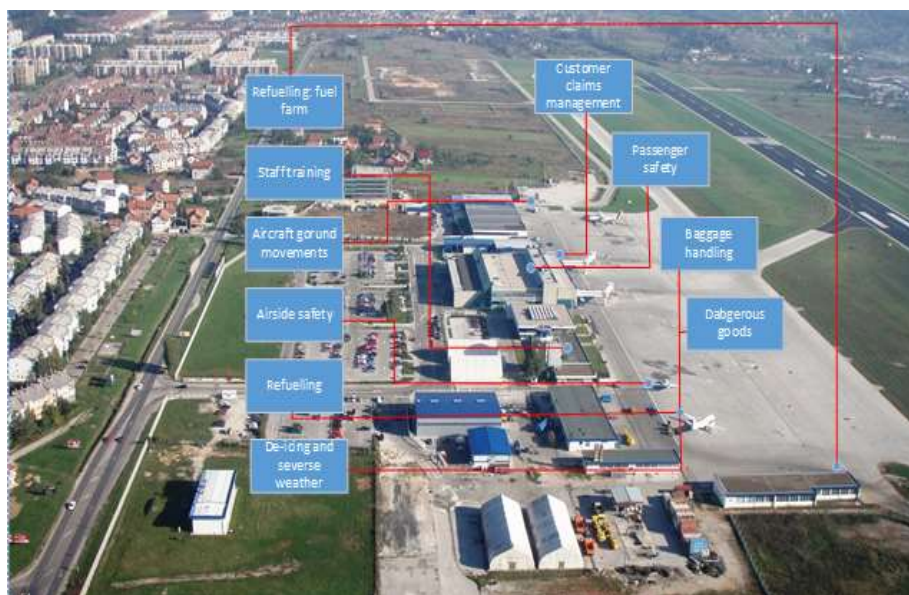 Refuelling: fuel
farm
Customer
claims
management
Staff training
Passenger
safety
Aircraft gorund
movements
Baggage
handling
Airside safety
Dabgerous
goods
Refuelling
De-icing and
severse
weather